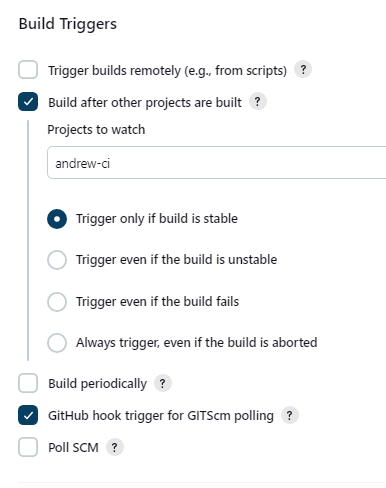 Build Triggers
Trigger builds remotely (e.g., from scripts) ?
Build after other projects are built ?
Projects to watch
andrew-ci
Trigger only if build is stable
Trigger even if the build is unstable
Trigger even if the build fails
Always trigger, even if the build is aborted
Build periodically ?
GitHub hook trigger for GITScm polling ?
Poll SCM ?